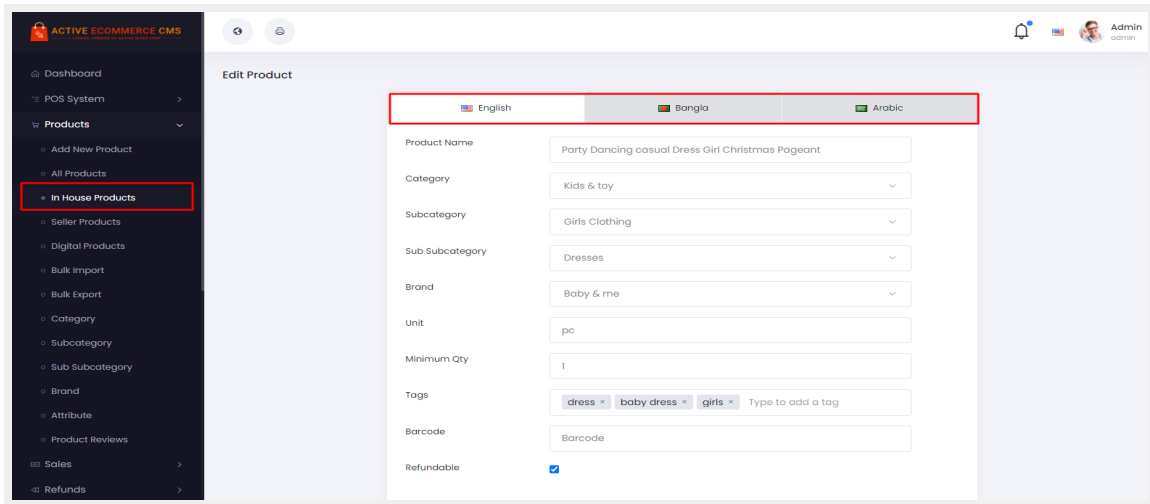 ACTIVE ECOMMERCE CMS
Admin
admin
Dashboard
POS System
Products
Add New Product
All Products
In House Products
Seller Products
Digital Products
Bulk Import
Bulk Export
Category
Subcategory
Sub Subcategory
Brand
Attribute
Product Reviews
Sales
Refunds
Edit Product
English
Bangla
Arabic
Product Name
Party Dancing casual Dress Girl Christmas Pageant
Category
Kids & toy
Subcategory
Girls Clothing
Sub Subcategory
Dresses
Brand
Baby & me
Unit
pc
Minimum Qty
1
Tags
dress × baby dress × girls × Type to add a tag
Barcode
Barcode
Refundable